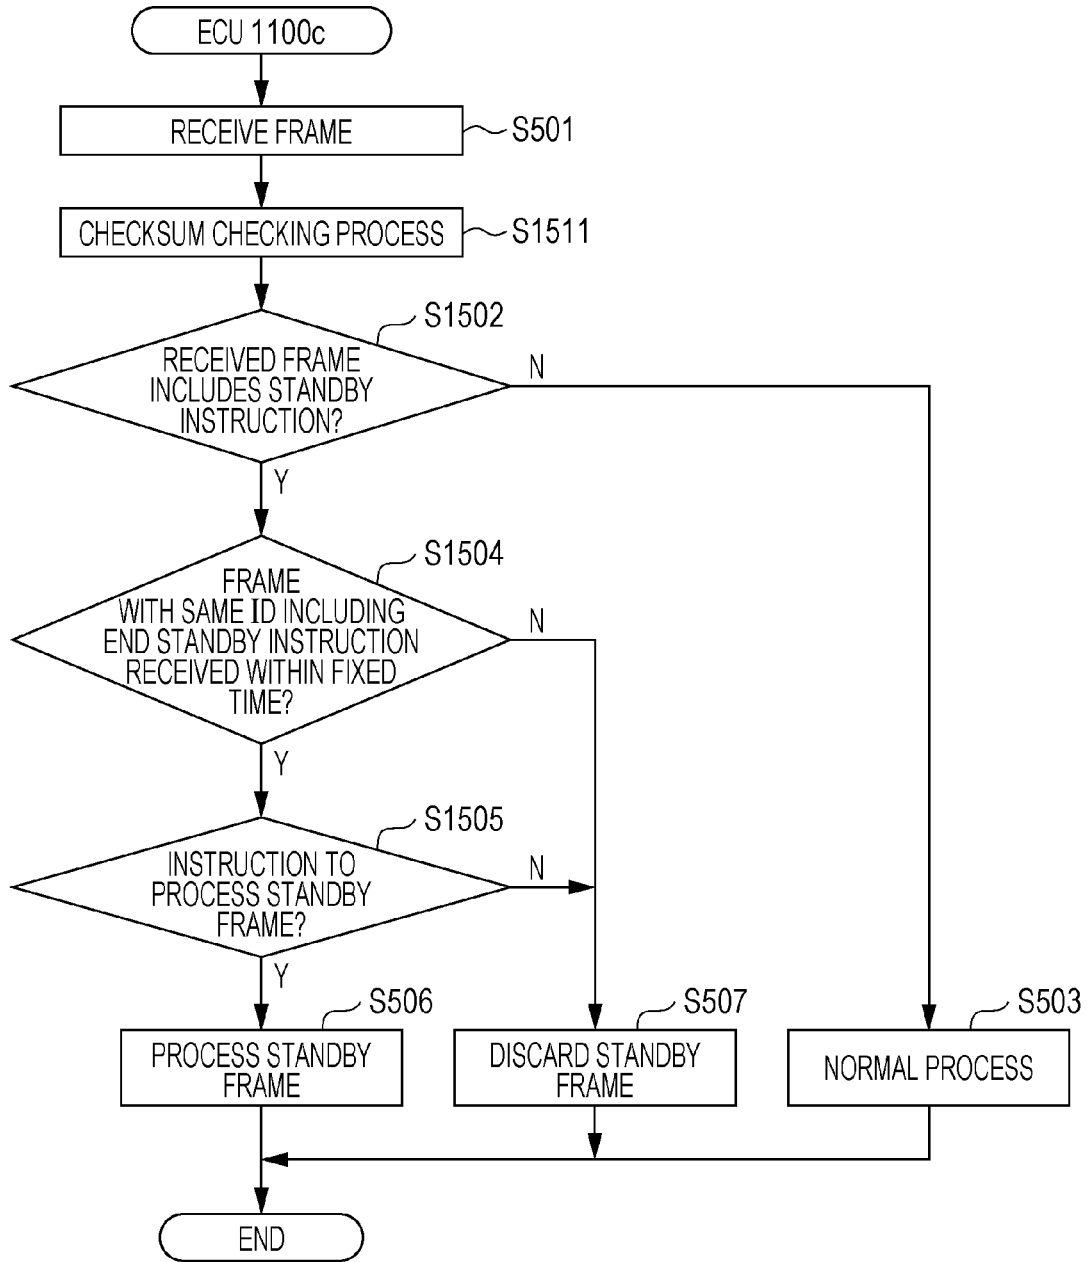 ECU 1100c
RECEIVE FRAME
S501
CHECKSUM CHECKING PROCESS
S1511
S1502
RECEIVED FRAME
INCLUDES STANDBY
INSTRUCTION?
N
Y
S1504
FRAME
WITH SAME ID INCLUDING
END STANDBY INSTRUCTION
RECEIVED WITHIN FIXED
TIME?
N
Y
S1505
INSTRUCTION TO
PROCESS STANDBY
FRAME?
N
Y
S506
PROCESS STANDBY
FRAME
S507
DISCARD STANDBY
FRAME
S503
NORMAL PROCESS
END